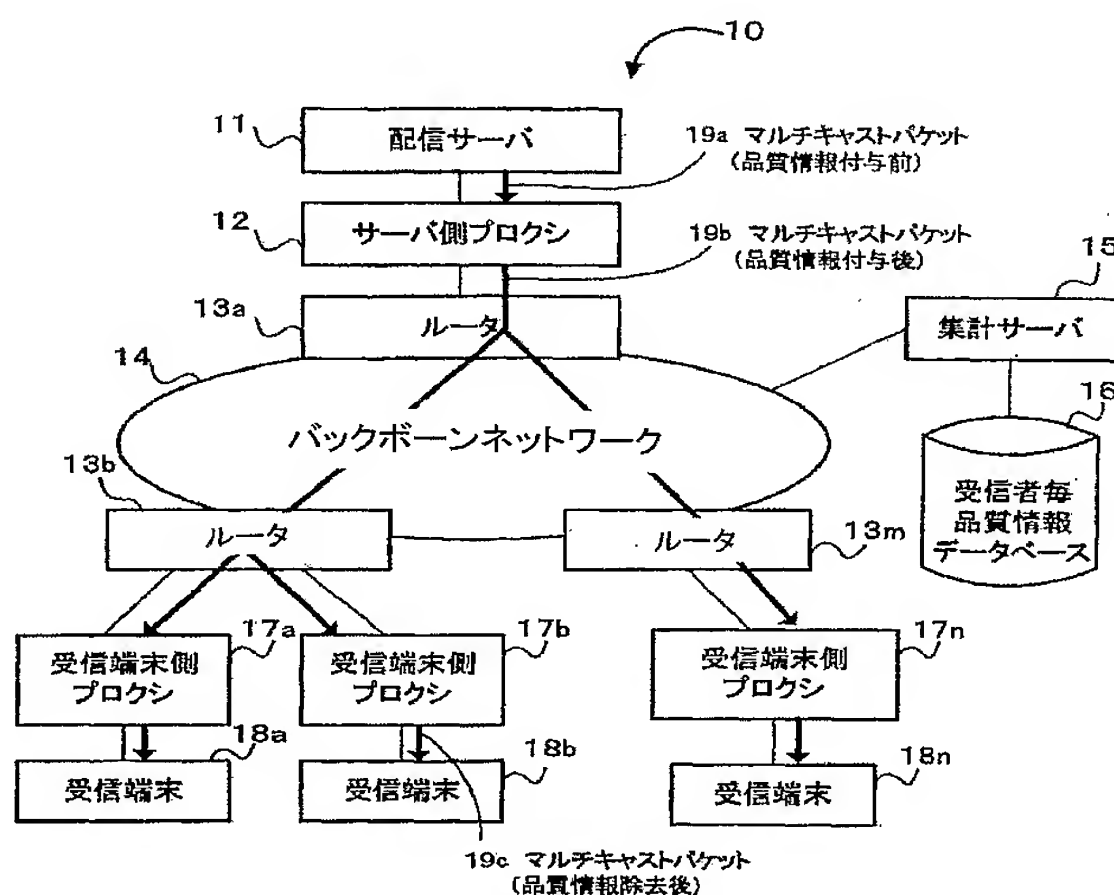 10
11
配信サーバ
19a マルチキャストパケット
(品質情報付与前)
12
サーバ側プロクシ
19b マルチキャストパケット
(品質情報付与後)
15
13a
ルータ
集計サーバ
14
16
バックボーンネットワーク
受信者毎
品質情報
データベース
13b
ルータ
ルータ
13m
17a
受信端末側
プロクシ
17b
受信端末側
プロクシ
17n
受信端末側
プロクシ
18a
受信端末
18b
受信端末
18n
受信端末
19c マルチキャストパケット
(品質情報除去後)